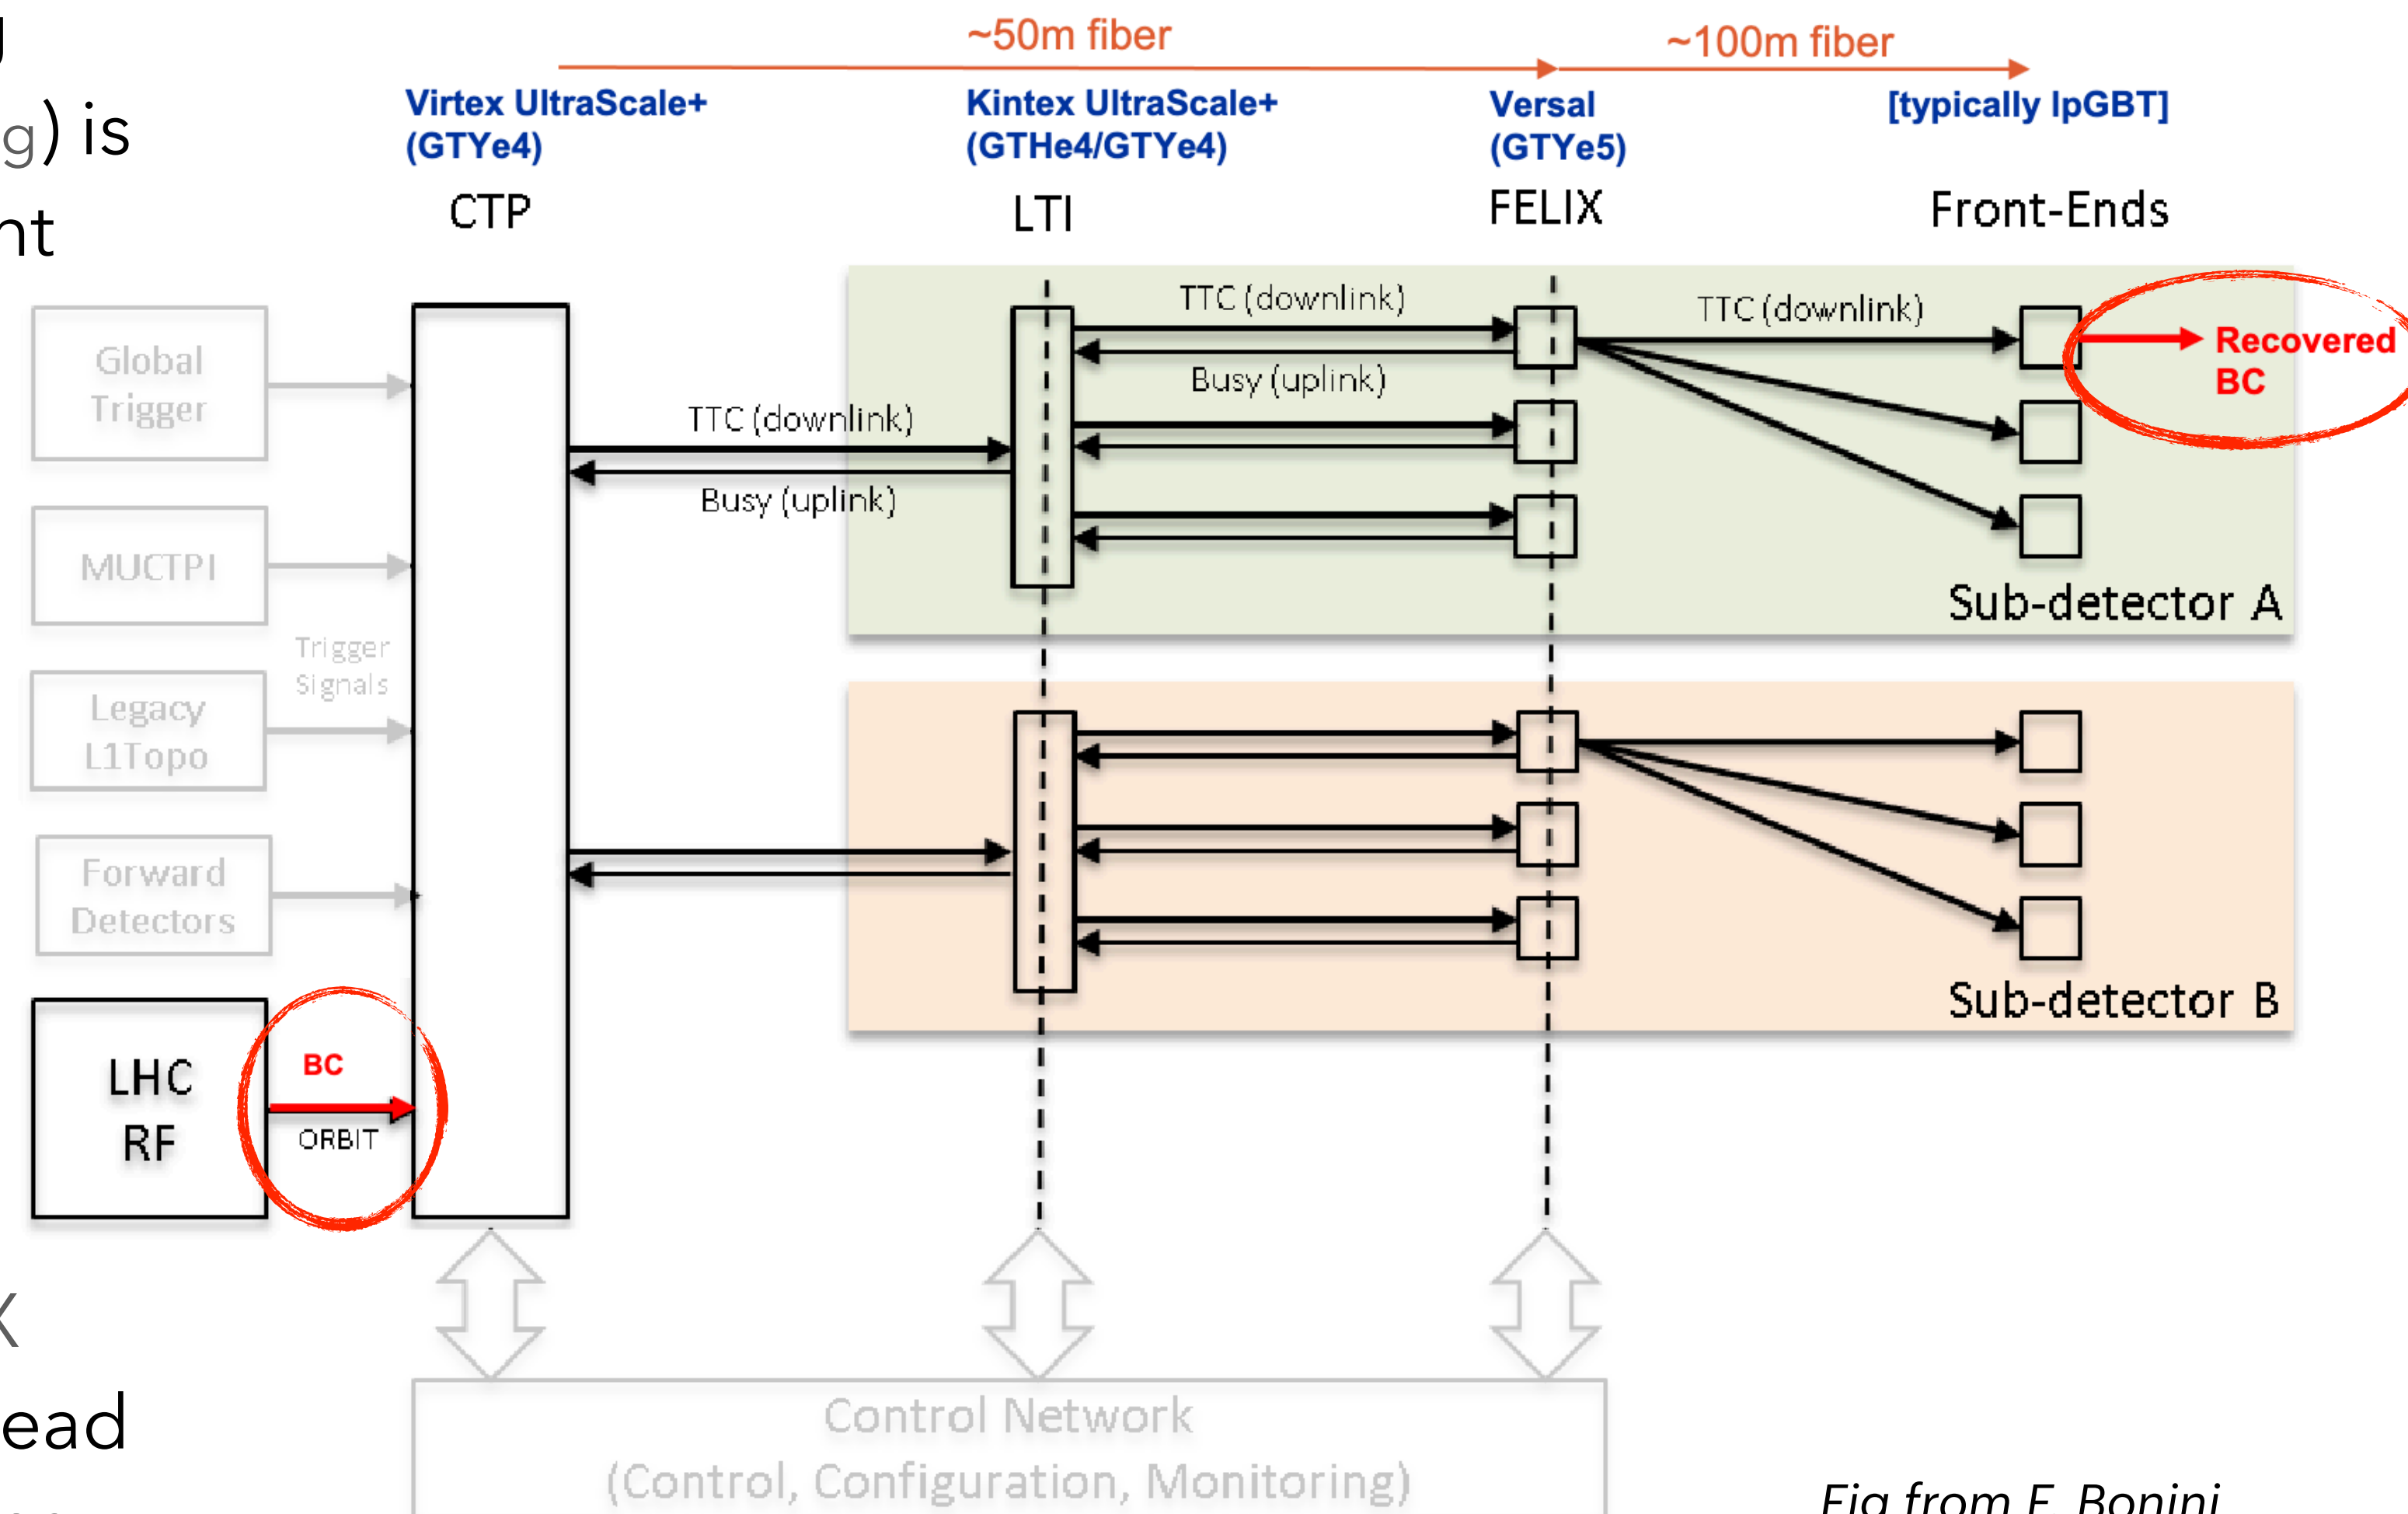 g) is
nt
~50m fiber
~100m fiber
Virtex UltraScale+
(GTYe4)
Kintex UltraScale+
(GTHe4/GTYe4)
Versal
(GTYe5)
[typically lpGBT]
CTP
LTI
FELIX
Front-Ends
Global
Trigger
MUCTPI
Trigger
Signals
Legacy
L1Topo
Forward
Detectors
LHC
RF
BC
ORBIT
TTC (downlink)
Busy (uplink)
TTC (downlink)
Busy (uplink)
TTC (downlink)
Recovered
BC
Sub-detector A
Sub-detector B
X
ead
Control Network
(Control, Configuration, Monitoring)
Fig from F. Bonini